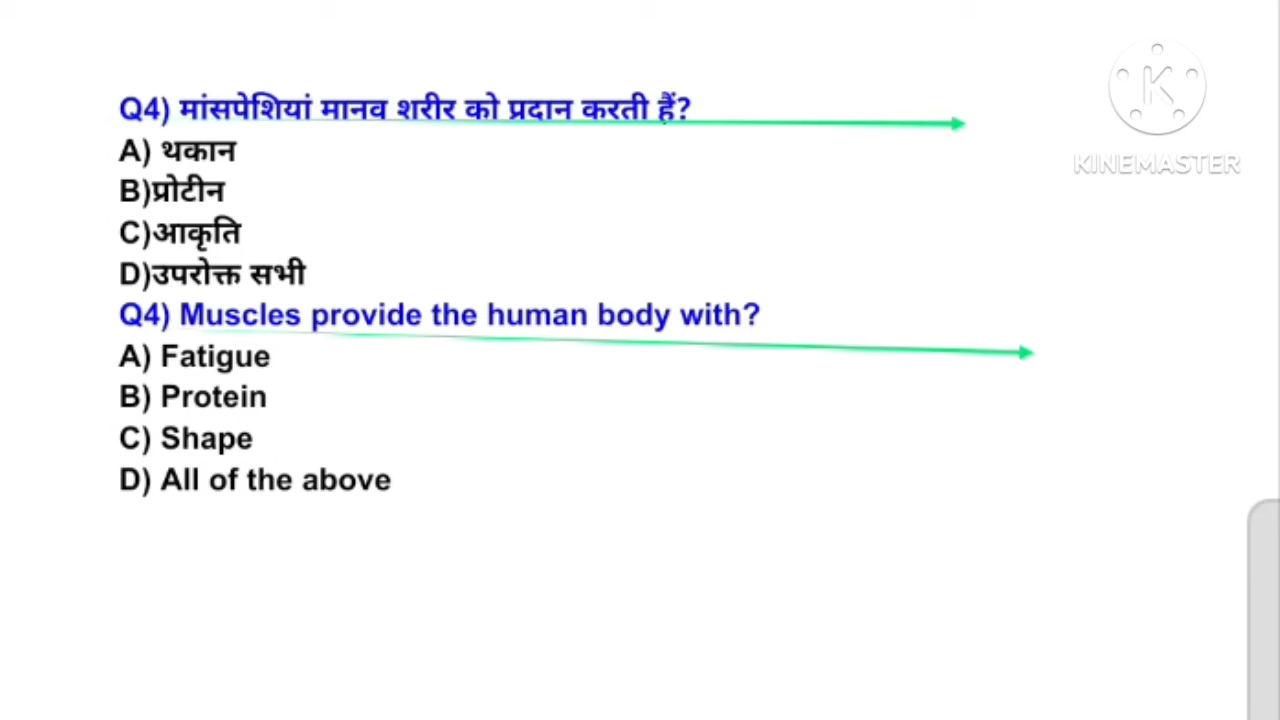 Q4) मांसपेशियां मानव शरीर को प्रदान करती हैं?
A) थकान
B)प्रोटीन
C)आकृति
D)उपरोक्त सभी
Q4) Muscles provide the human body with?
A) Fatigue
B) Protein
C) Shape
D) All of the above
K
KINEMASTER